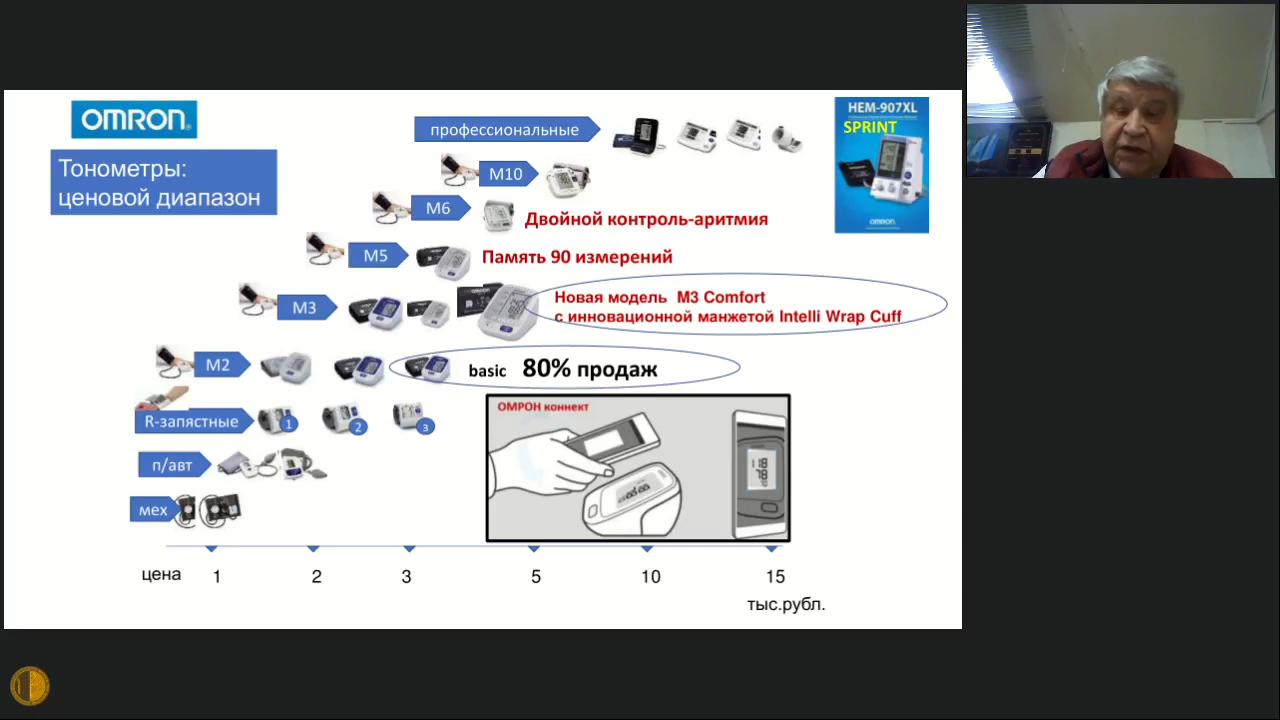 OMRON
Тонометры:
ценовой диапазон
профессиональные
HEM-907XL
SPRINT
OMRON
M10
M6
Двойной контроль-аритмия
M5
Память 90 измерений
M3
Новая модель M3 Comfort
с инновационной манжетой Intelli Wrap Cuff
M2
basic 80% продаж
R-запястные
1
2
3
ОМРОН коннект
п/авт
мех
цена 1 2 3 5 10 15
тыс.рубл.